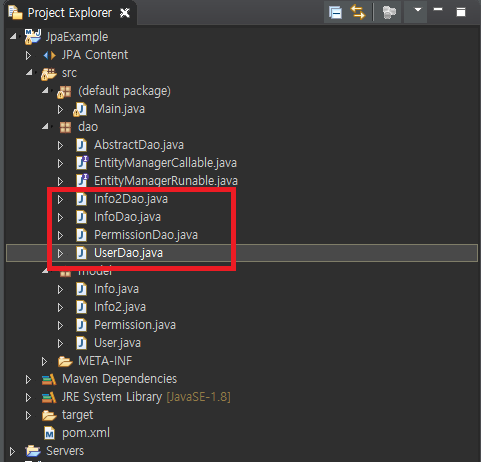 Project Explorer
JpaExample
JPA Content
src
(default package)
Main.java
dao
AbstractDao.java
EntityManagerCallable.java
EntityManagerRunable.java
Info2Dao.java
InfoDao.java
PermissionDao.java
UserDao.java
model
Info.java
Info2.java
Permission.java
User.java
META-INF
Maven Dependencies
JRE System Library [JavaSE-1.8]
target
pom.xml
Servers